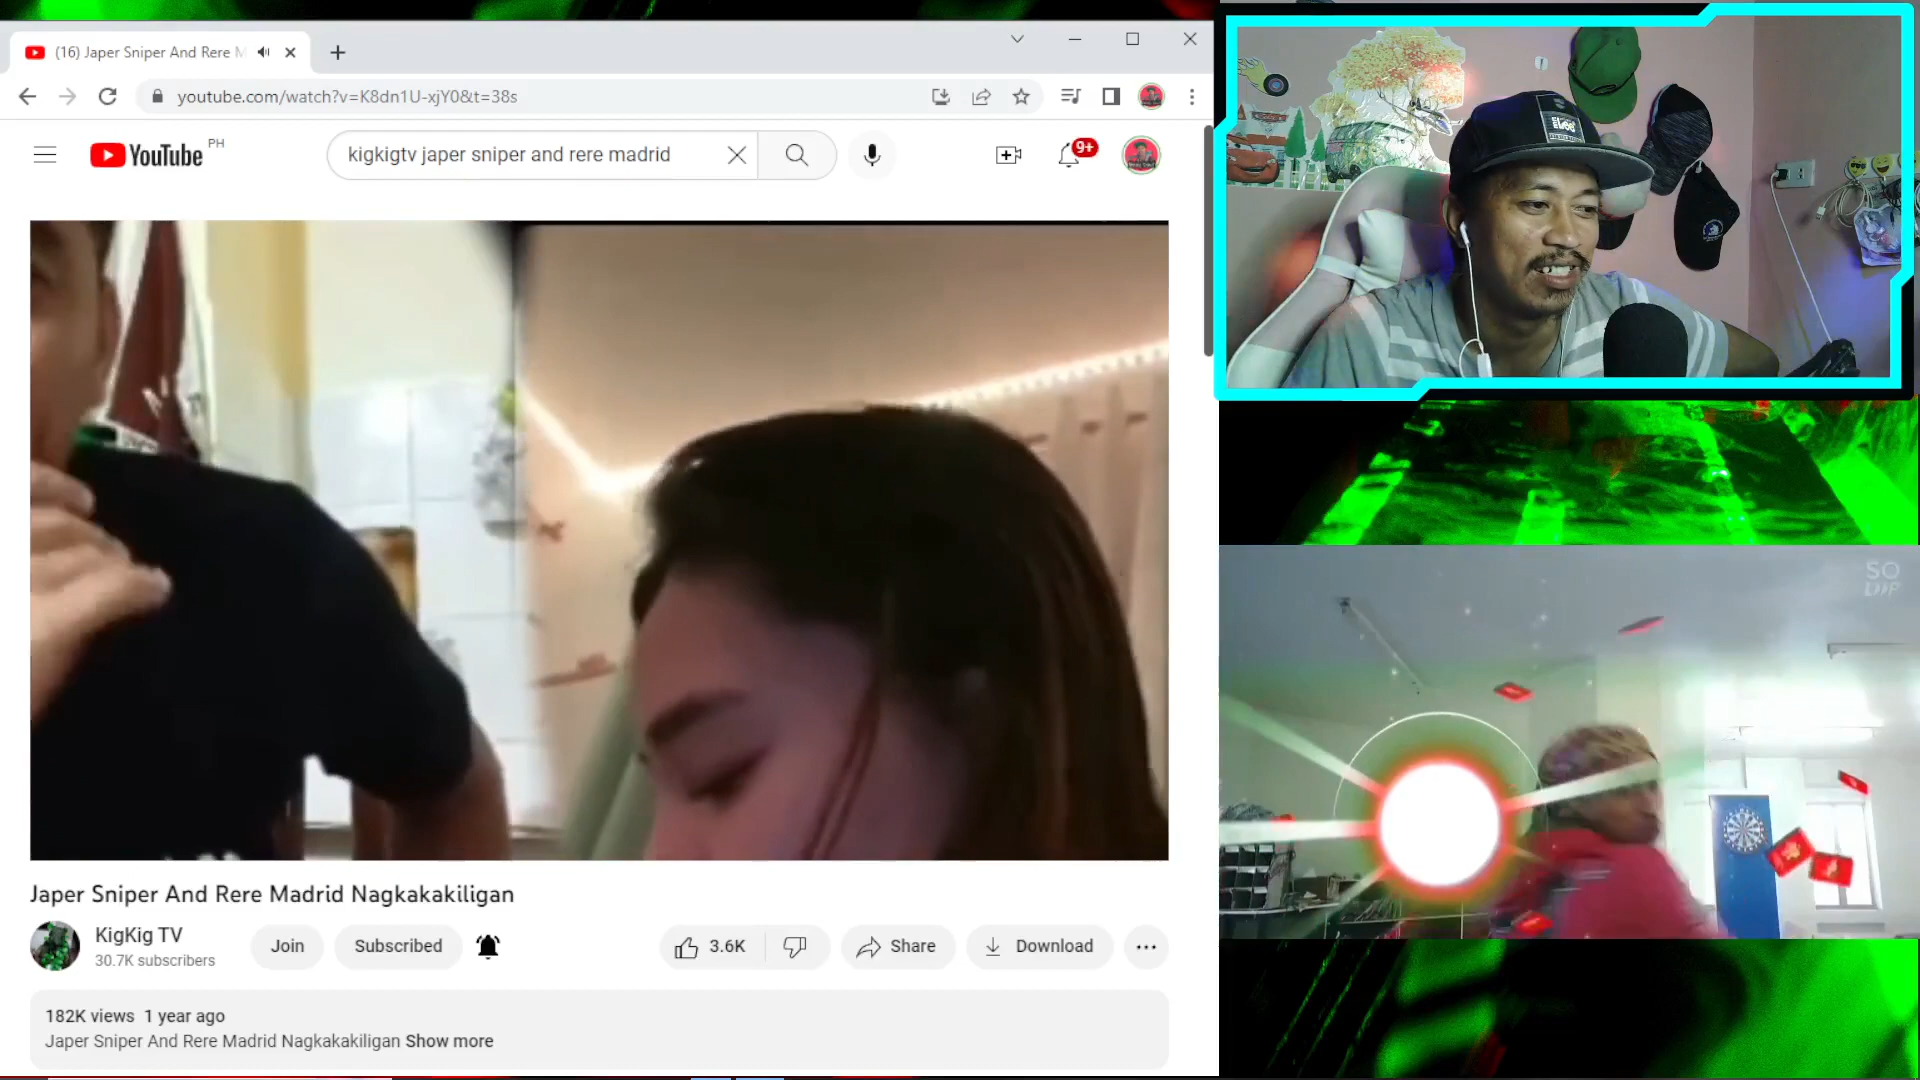 (16) Japer Sniper And Rere M
youtube.com/watch?v=K8dn1U-xjY0&t=38s
YouTube PH
kigkigtv japer sniper and rere madrid
9+
SO
Japer Sniper And Rere Madrid Nagkakakiligan
KigKig TV
30.7K subscribers
Join
Subscribed
3.6K
Share
Download
182K views 1 year ago
Japer Sniper And Rere Madrid Nagkakakiligan Show more